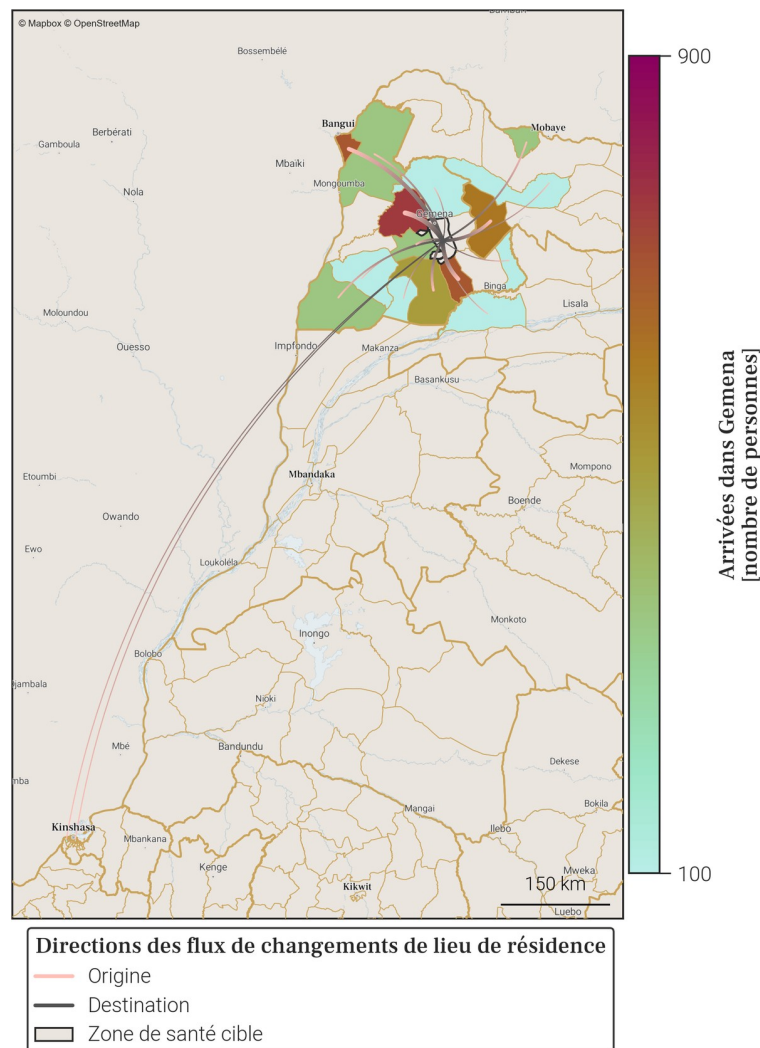 © Mapbox © OpenStreetMap
Bossembélé
900
Bangui
Mobaye
Berbérati
Gamboula
Mbaïki
Mongoumba
Nola
Gemena
Binga
Lisala
Moloundou
Ouesso
Impfondo
Makanza
Basankusu
Arrivées dans Gemena
[nombre de personnes]
Mbandaka
Mompono
Etoumbi
Boende
Owando
Ewo
Loukoléla
Monkoto
Inongo
Bolobo
Djambala
Nioki
Mbé
Bandundu
Dekese
mba
Mangai
Bokila
Kinshasa
Ilebo
Mbankana
Kenge
Mweka
100
Kikwit
150 km
Luebo
Directions des flux de changements de lieu de résidence
Origine
Destination
Zone de santé cible